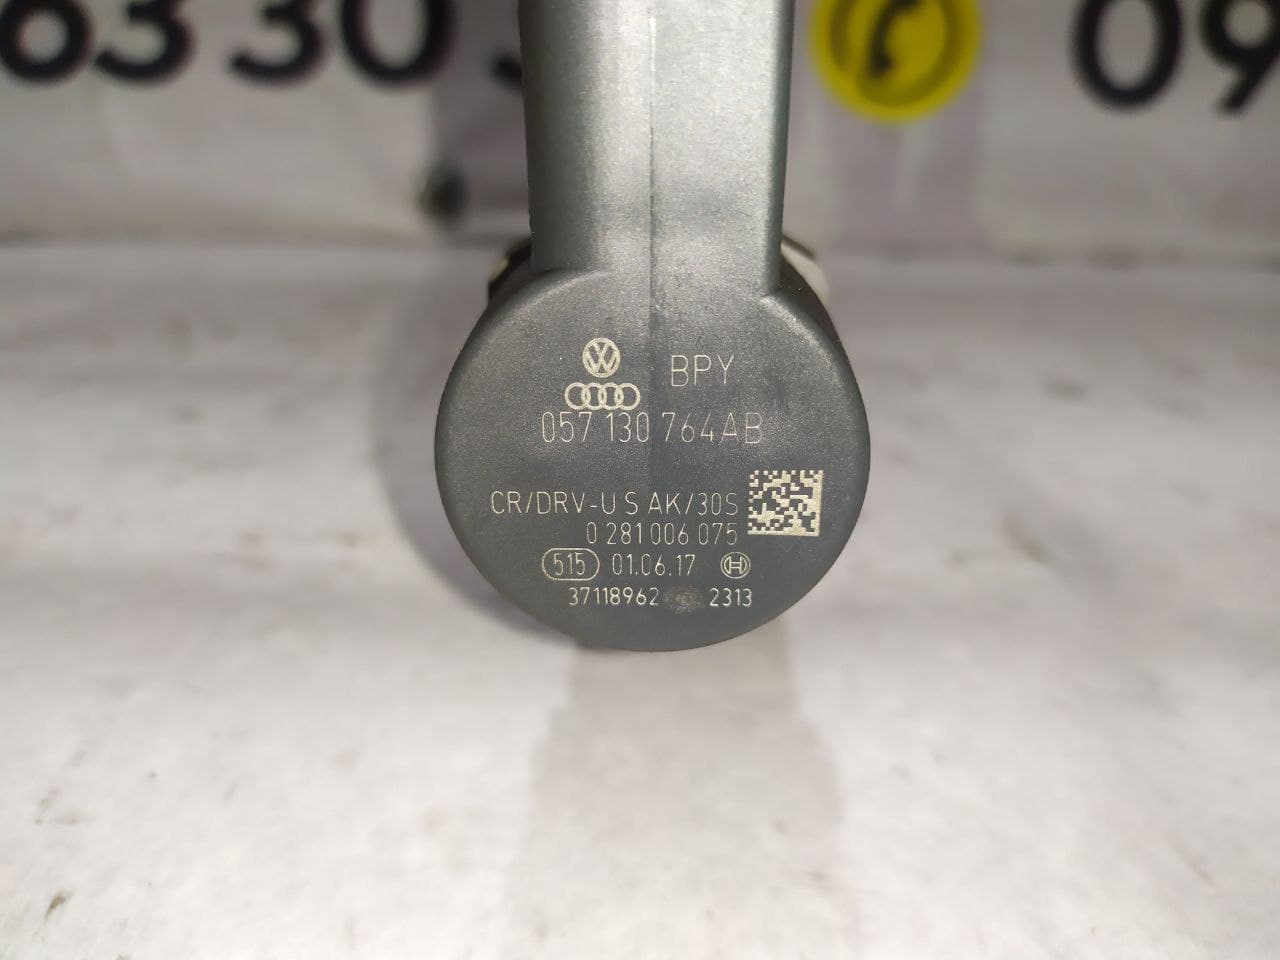 63 30
09
BPY
057 130 764AB
CR/DRV-U S AK/30S
0 281 006 075
515 01.06.17
37118962 2313